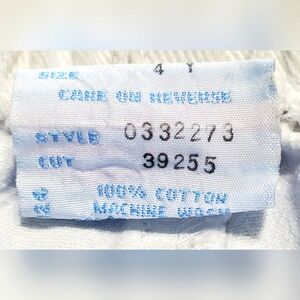 SIZE 4 Y
CARE ON REVERSE
STYLE 0332273
CUT 39255
100% COTTON
MACHINE WASH